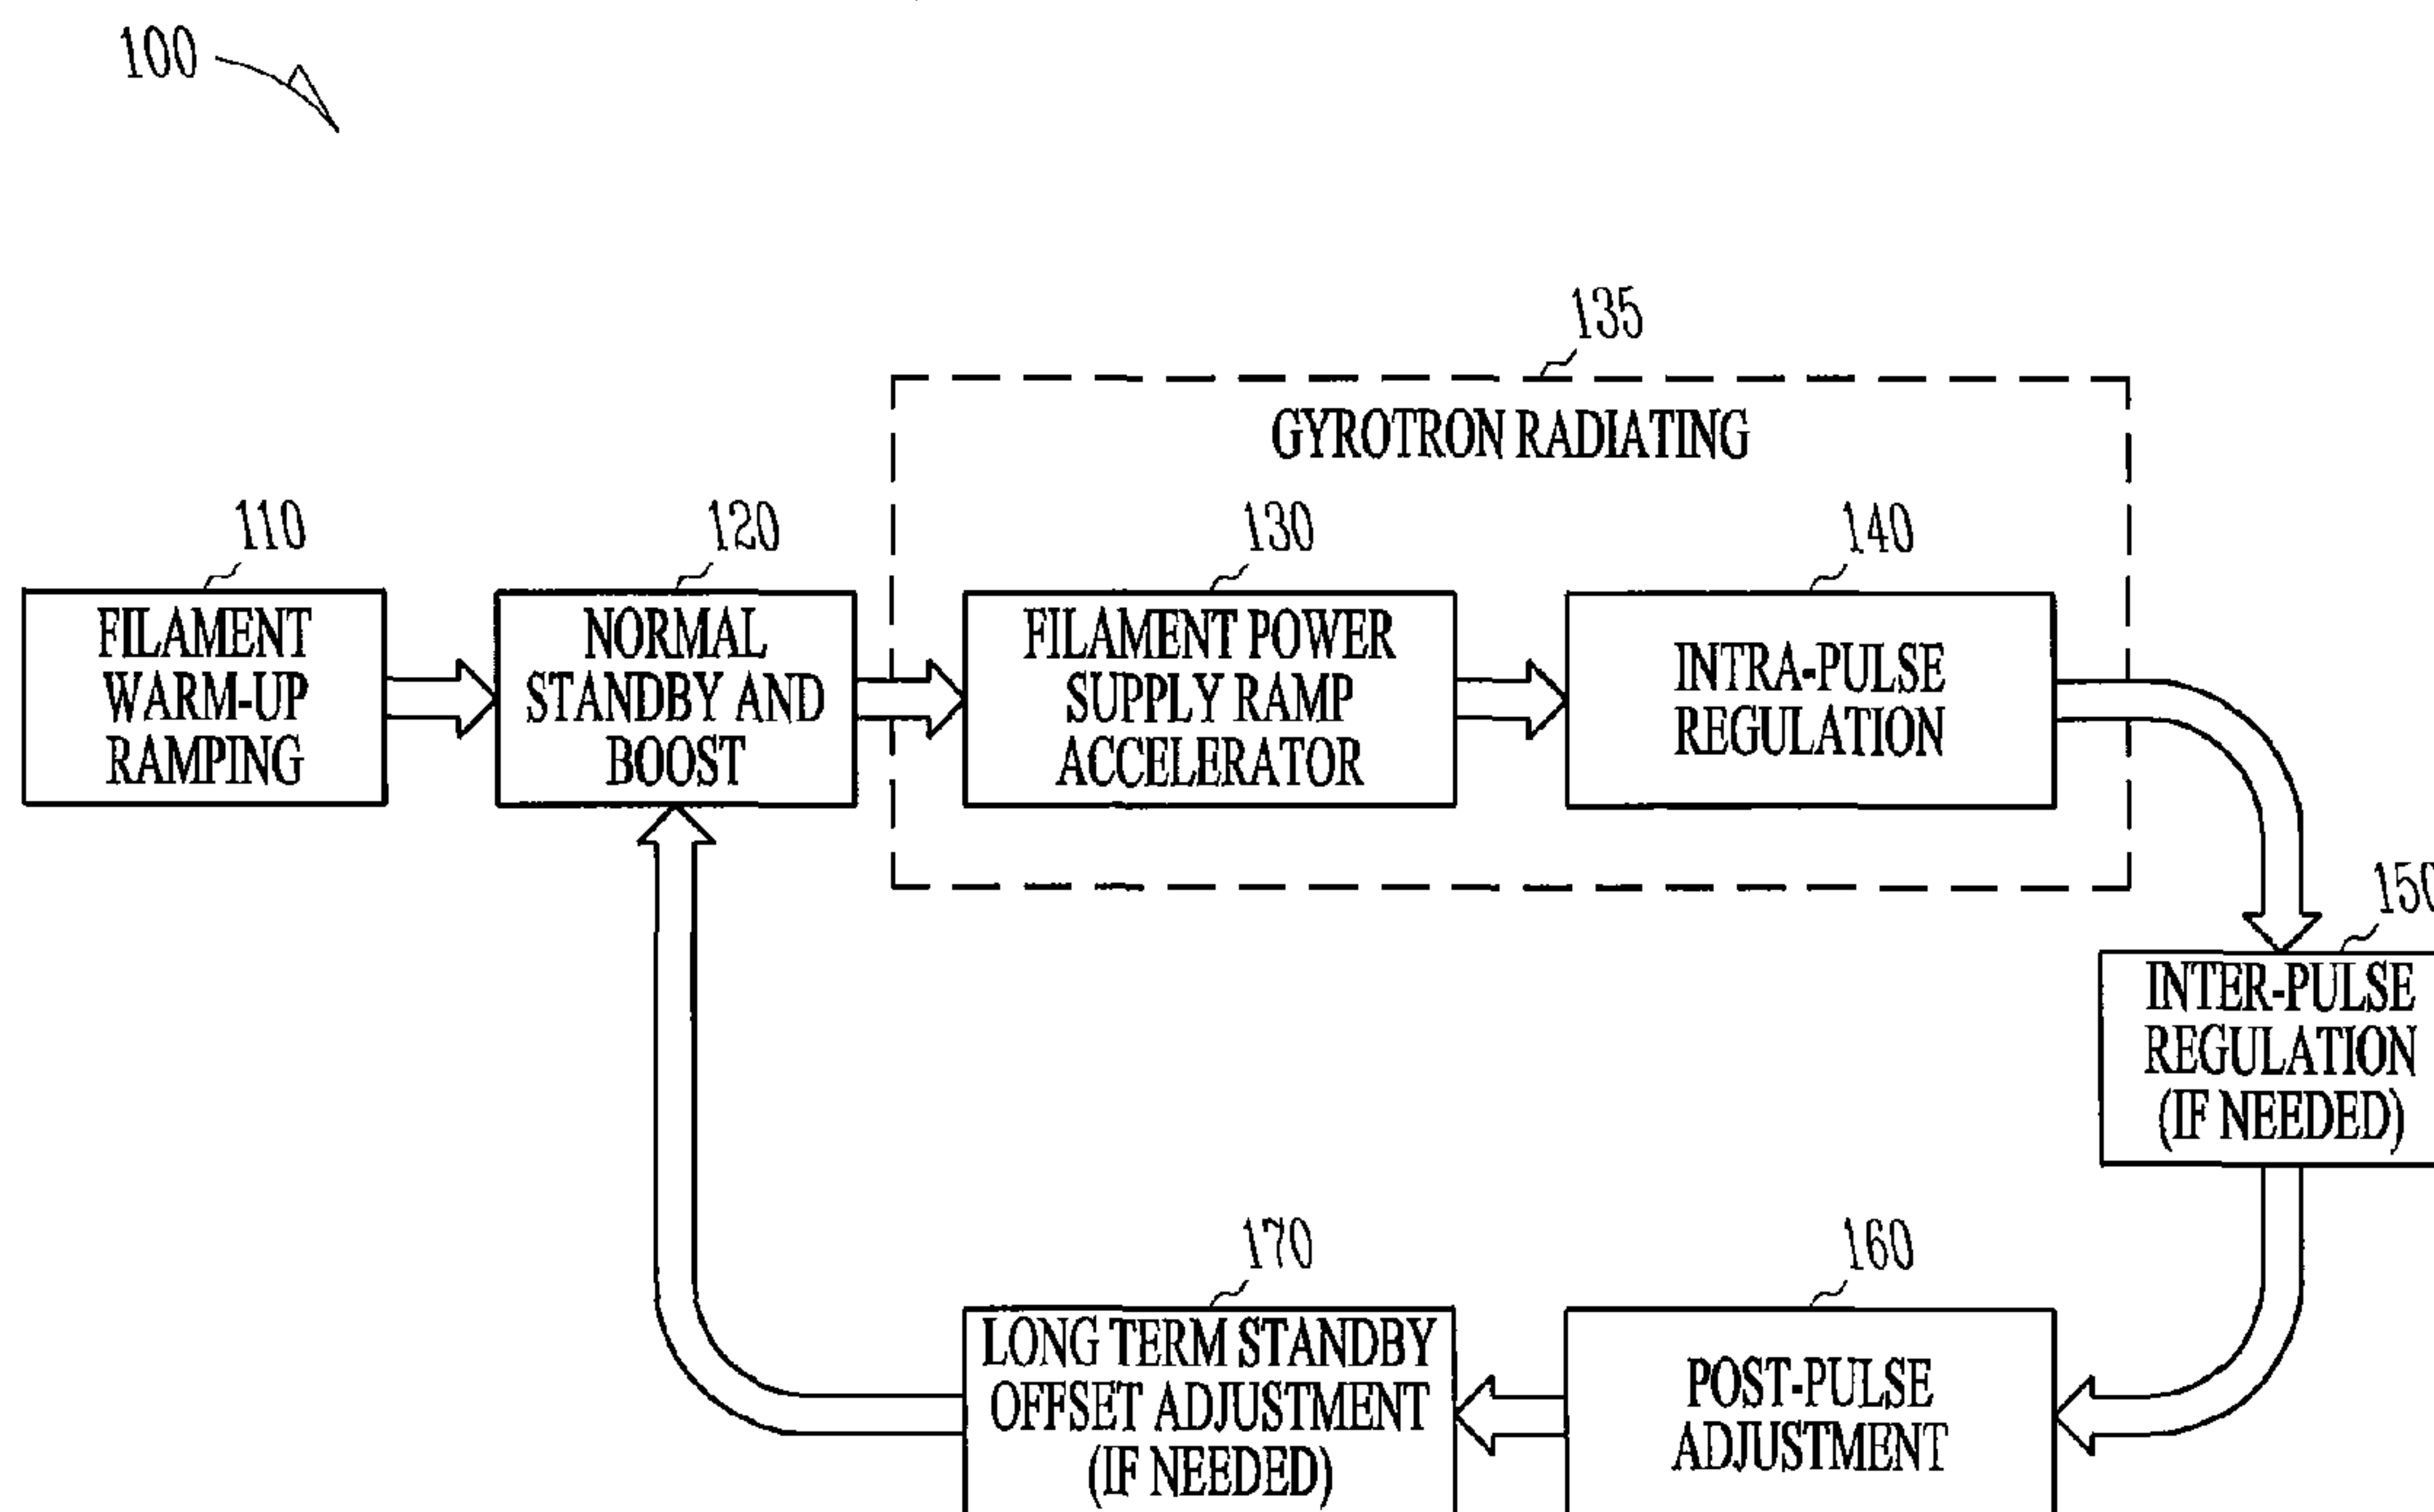 100
135
GYROTRON RADIATING
110
120
130
140
FILAMENT
WARM-UP
RAMPING
NORMAL
STANDBY AND
BOOST
FILAMENT POWER
SUPPLY RAMP
ACCELERATOR
INTRA-PULSE
REGULATION
150
INTER-PULSE
REGULATION
(IF NEEDED)
170
160
LONG TERM STANDBY
OFFSET ADJUSTMENT
(IF NEEDED)
POST-PULSE
ADJUSTMENT